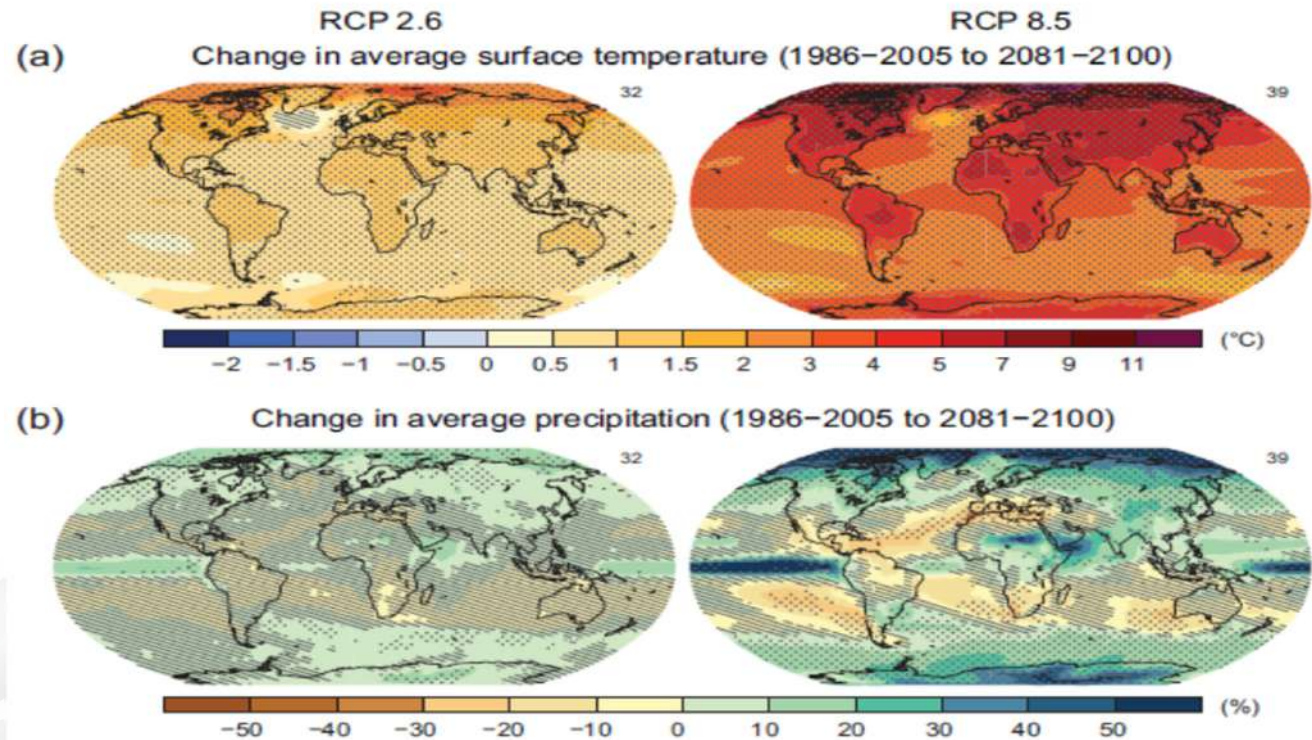 RCP 2.6 RCP 8.5
(a) Change in average surface temperature (1986−2005 to 2081−2100)
32 39
−2 −1.5 −1 −0.5 0 0.5 1 1.5 2 3 4 5 7 9 11 (°C)
(b) Change in average precipitation (1986−2005 to 2081−2100)
32 39
−50 −40 −30 −20 −10 0 10 20 30 40 50 (%)